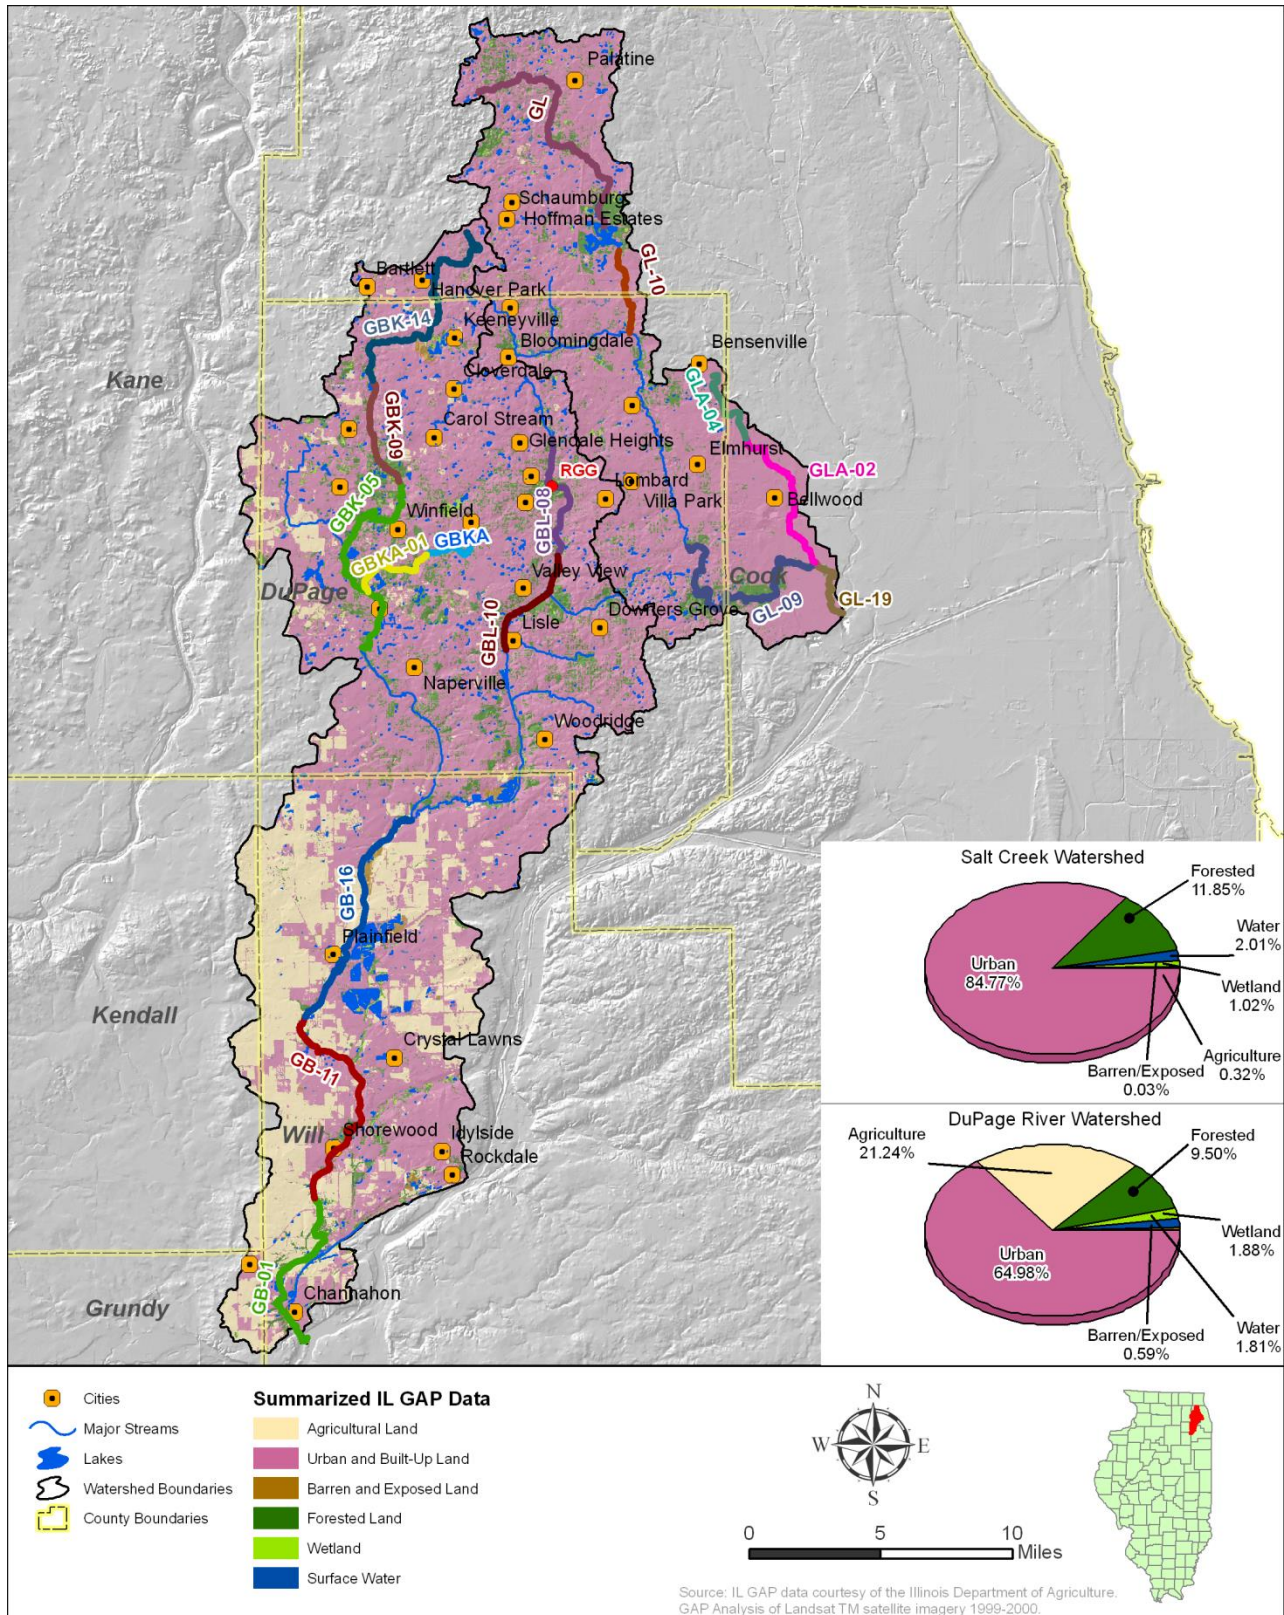 Palatine
GL
Schaumburg
Hoffman Estates
GL-10
Bartlett
Hanover Park
GBK-14
Keeneyville
Bloomingdale
Bensenville
Kane
Cloverdale
GLA-04
GBK-09
Carol Stream
Glendale Heights
Elmhurst
RGG
GLA-02
Lombard
GBK-05
Villa Park
Bellwood
Winfield
GBL-08
GBKA
GBKA-01
Valley View
Cook
DuPage
Downers Grove
GL-09
GL-19
GBL-10
Lisle
Naperville
Woodridge
GB-16
Plainfield
Kendall
Crystal Lawns
GB-11
Will
Shorewood
Idylside
Rockdale
GB-01
Grundy
Channahon
Salt Creek Watershed
Forested
11.85%
Water
2.01%
Urban
84.77%
Wetland
1.02%
Agriculture
0.32%
Barren/Exposed
0.03%
DuPage River Watershed
Agriculture
21.24%
Forested
9.50%
Wetland
1.88%
Urban
64.98%
Water
1.81%
Barren/Exposed
0.59%
Cities
Major Streams
Lakes
Watershed Boundaries
County Boundaries
Summarized IL GAP Data
Agricultural Land
Urban and Built-Up Land
Barren and Exposed Land
Forested Land
Wetland
Surface Water
N
W E
S
0 5 10
Miles
Source: IL GAP data courtesy of the Illinois Department of Agriculture.
GAP Analysis of Landsat TM satellite imagery 1999-2000.